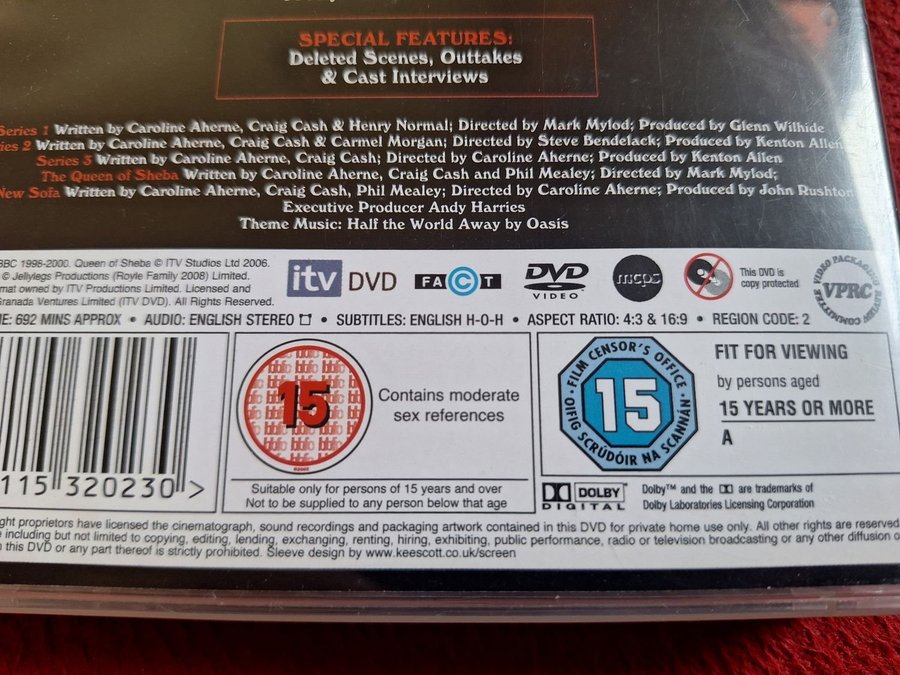 SPECIAL FEATURES:
Deleted Scenes, Outtakes
& Cast Interviews
Series 1 Written by Caroline Aherne, Craig Cash & Henry Normal; Directed by Mark Mylod; Produced by Glenn Wilhide
ies 2 Written by Caroline Aherne, Craig Cash & Carmel Morgan; Directed by Steve Bendelack; Produced by Kenton Allen
Series 3 Written by Caroline Aherne, Craig Cash; Directed by Caroline Aherne; Produced by Kenton Allen
The Queen of Sheba Written by Caroline Aherne, Craig Cash and Phil Mealey; Directed by Mark Mylod;
New Sofa Written by Caroline Aherne, Craig Cash, Phil Mealey; Directed by Caroline Aherne; Produced by John Rushton
Executive Producer Andy Harries
Theme Music: Half the World Away by Oasis
BBC 1998-2000. Queen of Sheba © ITV Studios Ltd 2006.
© Jellylegs Productions (Royle Family 2008) Limited.
mat owned by ITV Productions Limited. Licensed and
Granada Ventures Limited (ITV DVD). All Rights Reserved.
itv DVD
FACT
DVD
VIDEO
mcps
This DVD is
copy protected
VIDEO PACKAGING REVIEW COMMITTEE
VPRC
ME: 692 MINS APPROX • AUDIO: ENGLISH STEREO • SUBTITLES: ENGLISH H-O-H • ASPECT RATIO: 4:3 & 16:9 • REGION CODE: 2
115 320230 >
bbfc
15
Contains moderate
sex references
Suitable only for persons of 15 years and over
Not to be supplied to any person below that age
FILM CENSOR'S OFFICE
15
OIFIG SCRÚDÓIR NA SCANNÁN
FIT FOR VIEWING
by persons aged
15 YEARS OR MORE
A
DOLBY
DIGITAL
Dolby™ and the DD are trademarks of
Dolby Laboratories Licensing Corporation
ght proprietors have licensed the cinematograph, sound recordings and packaging artwork contained in this DVD for private home use only. All other rights are reserved
including but not limited to copying, editing, lending, exchanging, renting, hiring, exhibiting, public performance, radio or television broadcasting or any other diffusion o
this DVD or any part thereof is strictly prohibited. Sleeve design by www.keescott.co.uk/screen